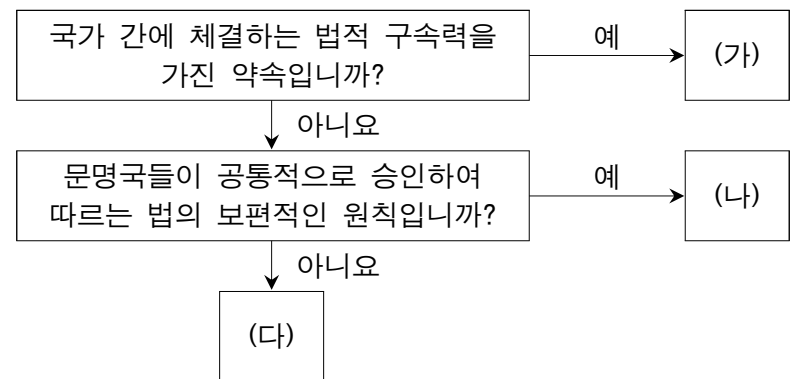 국가 간에 체결하는 법적 구속력을
가진 약속입니까?
예
(가)
아니요
문명국들이 공통적으로 승인하여
따르는 법의 보편적인 원칙입니까?
예
(나)
아니요
(다)